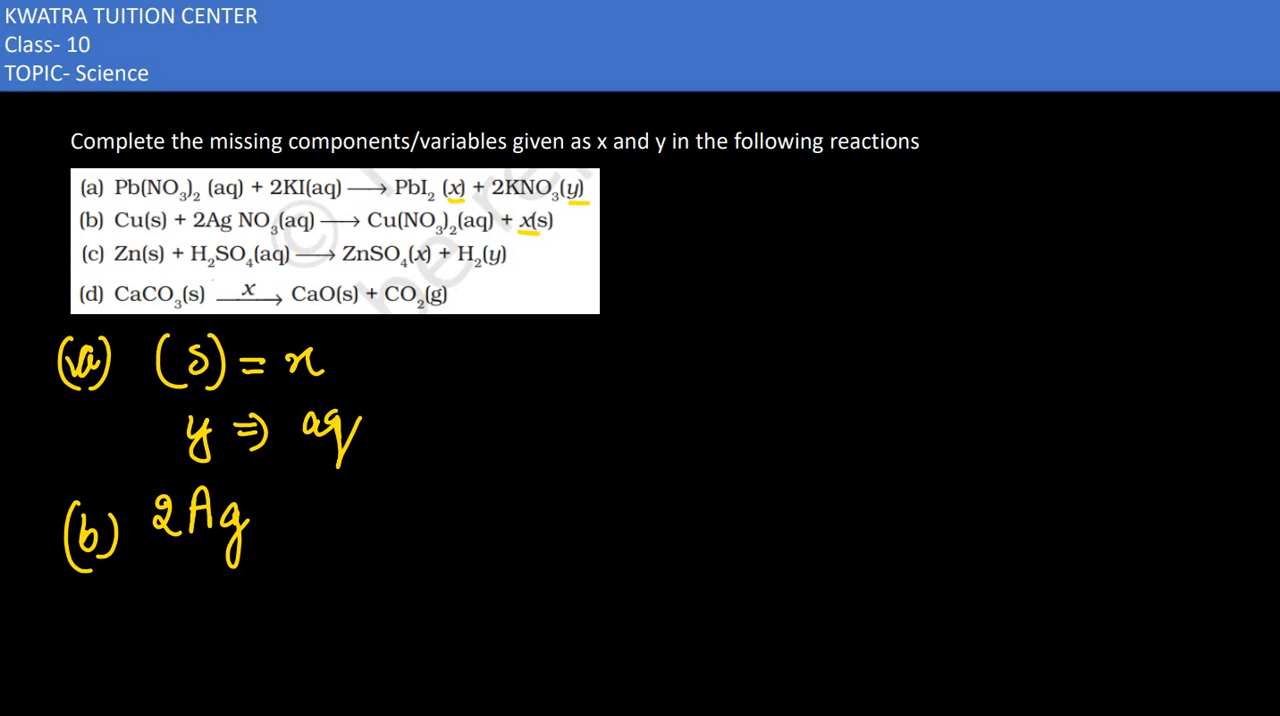 KWATRA TUITION CENTER
Class- 10
TOPIC- Science
Complete the missing components/variables given as x and y in the following reactions
(a) Pb(NO₃)₂ (aq) + 2KI(aq) ⟶ PbI₂ (x) + 2KNO₃(y)
(b) Cu(s) + 2Ag NO₃(aq) ⟶ Cu(NO₃)₂(aq) + x(s)
(c) Zn(s) + H₂SO₄(aq) ⟶ ZnSO₄(x) + H₂(y)
(d) CaCO₃(s) —x→ CaO(s) + CO₂(g)
(a) (s) = x
y ⇒ aq
(b) 2Ag